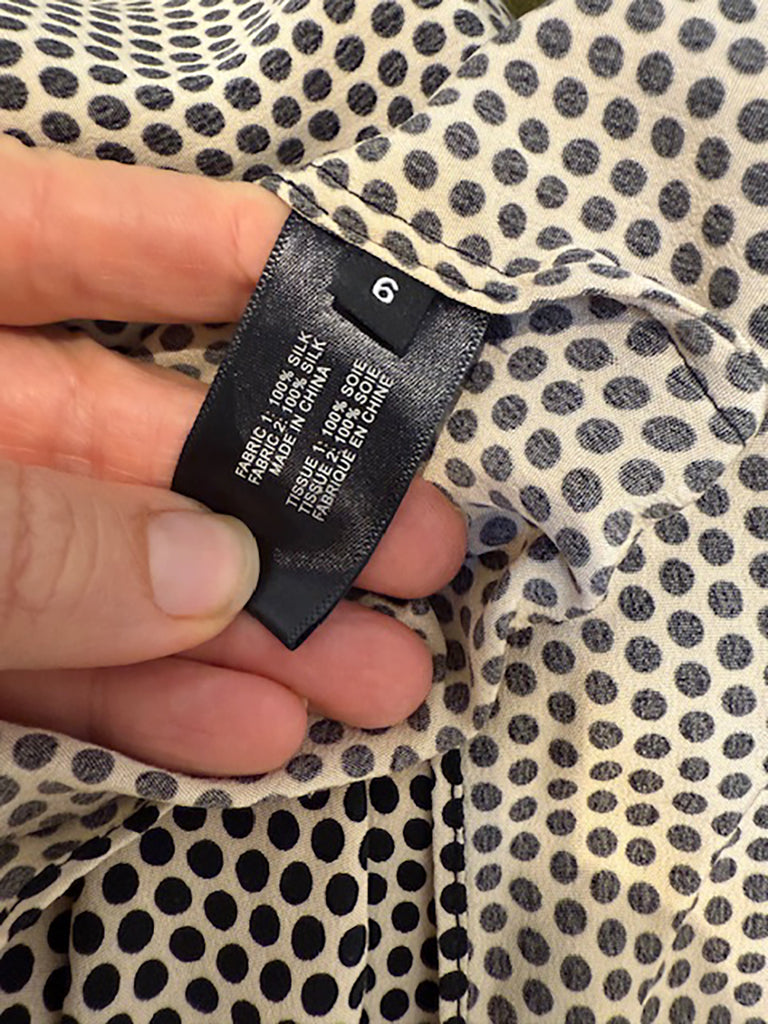 6
FABRIC 1: 100% SILK
FABRIC 2: 100% SILK
MADE IN CHINA
TISSUE 1: 100% SOIE
TISSUE 2: 100% SOIE
FABRIQUE EN CHINE